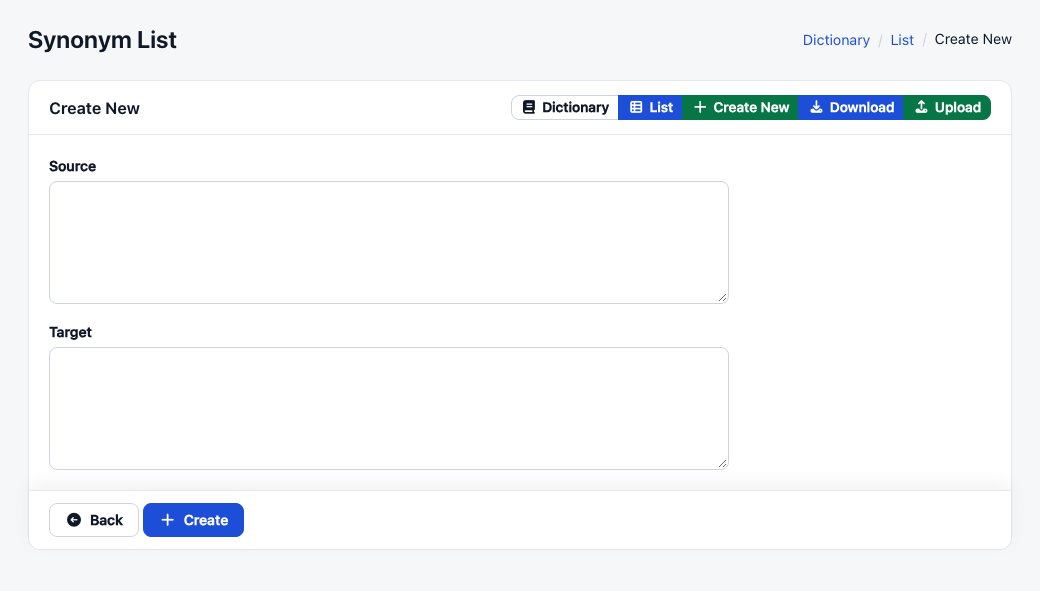 Synonym List
Dictionary / List / Create New
Create New
Dictionary List Create New Download Upload
Source
Target
Back Create